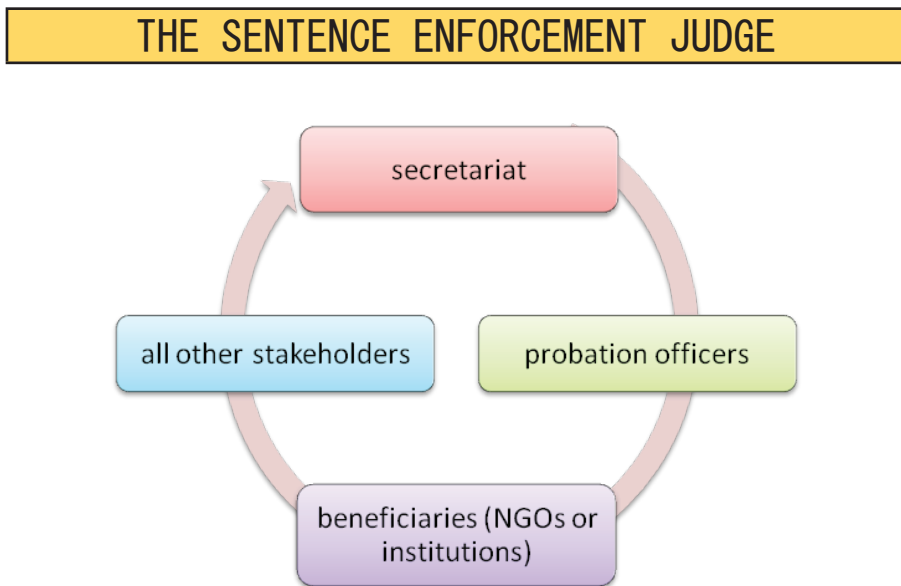 THE SENTENCE ENFORCEMENT JUDGE
secretariat
all other stakeholders
probation officers
beneficiaries (NGOs or
institutions)